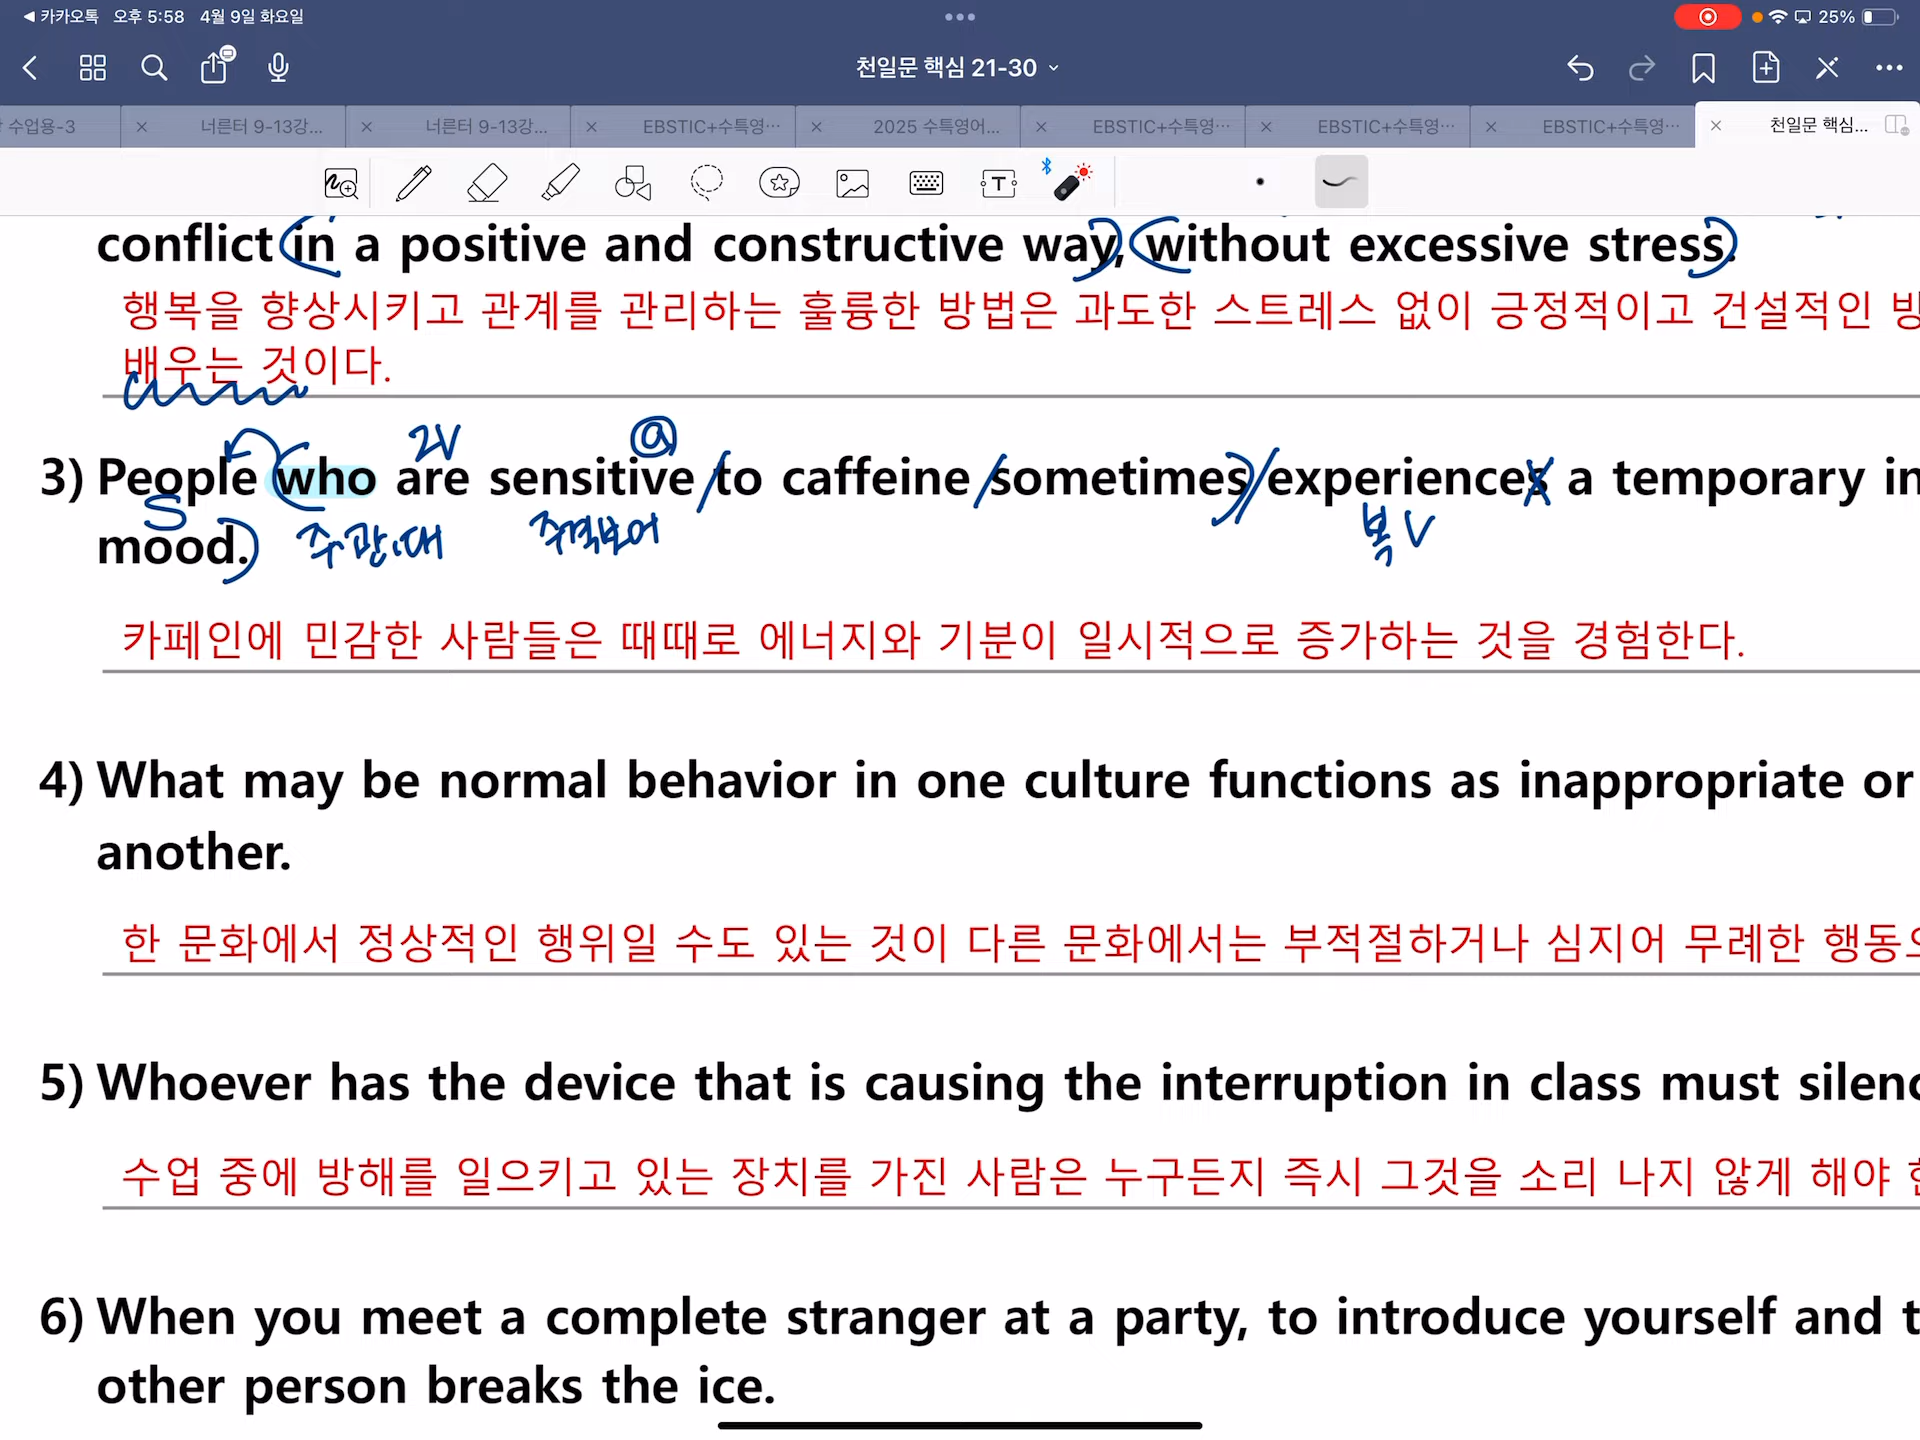 카카오톡 오후 5:58 4월 9일 화요일
25%
천일문 핵심 21-30
수업용-3
너른터 9-13강...
너른터 9-13강...
EBSTIC+수특영...
2025 수특영어...
EBSTIC+수특영...
EBSTIC+수특영...
EBSTIC+수특영...
천일문 핵심...
conflict in a positive and constructive way, without excessive stress.
행복을 향상시키고 관계를 관리하는 훌륭한 방법은 과도한 스트레스 없이 긍정적이고 건설적인
배우는 것이다.
2V ⓐ
3) People who are sensitive to caffeine sometimes experiences a temporary in
S
mood. 주.관.대 주격보어 복V
카페인에 민감한 사람들은 때때로 에너지와 기분이 일시적으로 증가하는 것을 경험한다.
4) What may be normal behavior in one culture functions as inappropriate or
another.
한 문화에서 정상적인 행위일 수도 있는 것이 다른 문화에서는 부적절하거나 심지어 무례한 행동
5) Whoever has the device that is causing the interruption in class must silenc
수업 중에 방해를 일으키고 있는 장치를 가진 사람은 누구든지 즉시 그것을 소리 나지 않게 해야
6) When you meet a complete stranger at a party, to introduce yourself and t
other person breaks the ice.